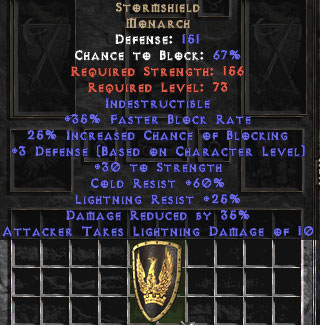 Stormshield
Monarch
Defense: 151
Chance to Block: 67%
Required Strength: 156
Required Level: 73
Indestructible
+35% Faster Block Rate
25% Increased Chance of Blocking
+3 Defense (Based on Character Level)
+30 to Strength
Cold Resist +60%
Lightning Resist +25%
Damage Reduced by 35%
Attacker Takes Lightning Damage of 10